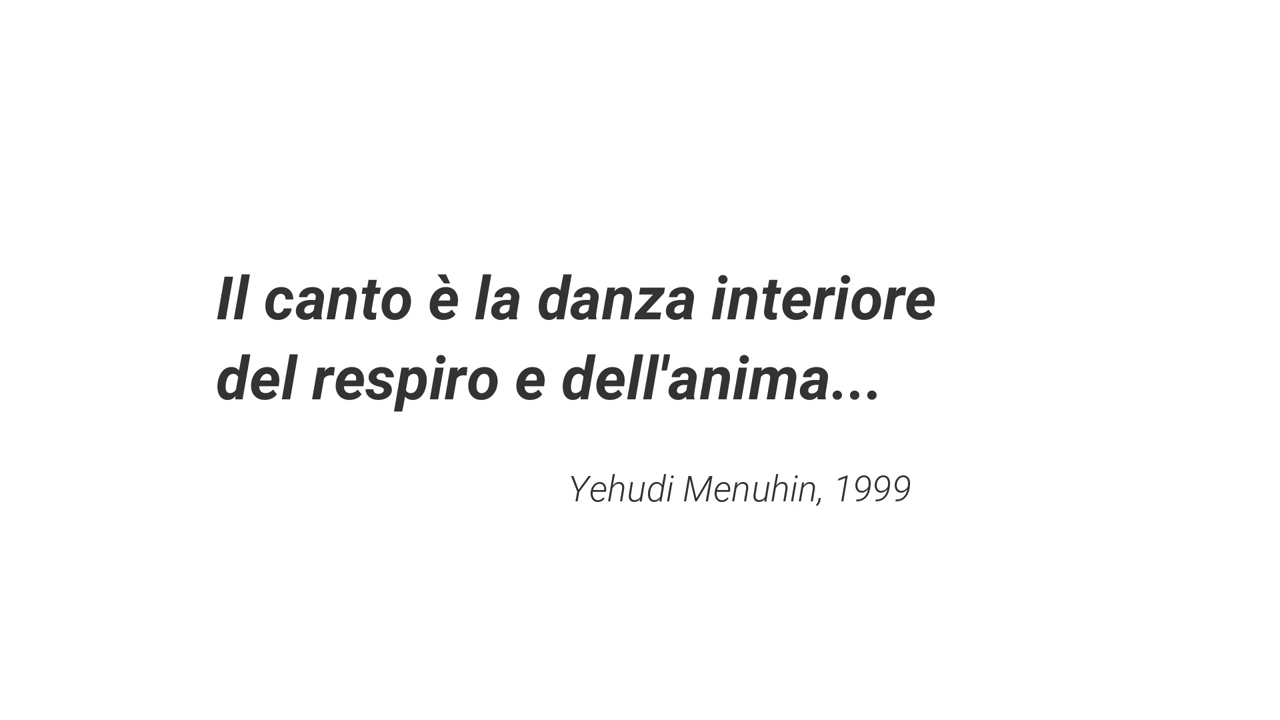 Il canto è la danza interiore
del respiro e dell'anima...
Yehudi Menuhin, 1999